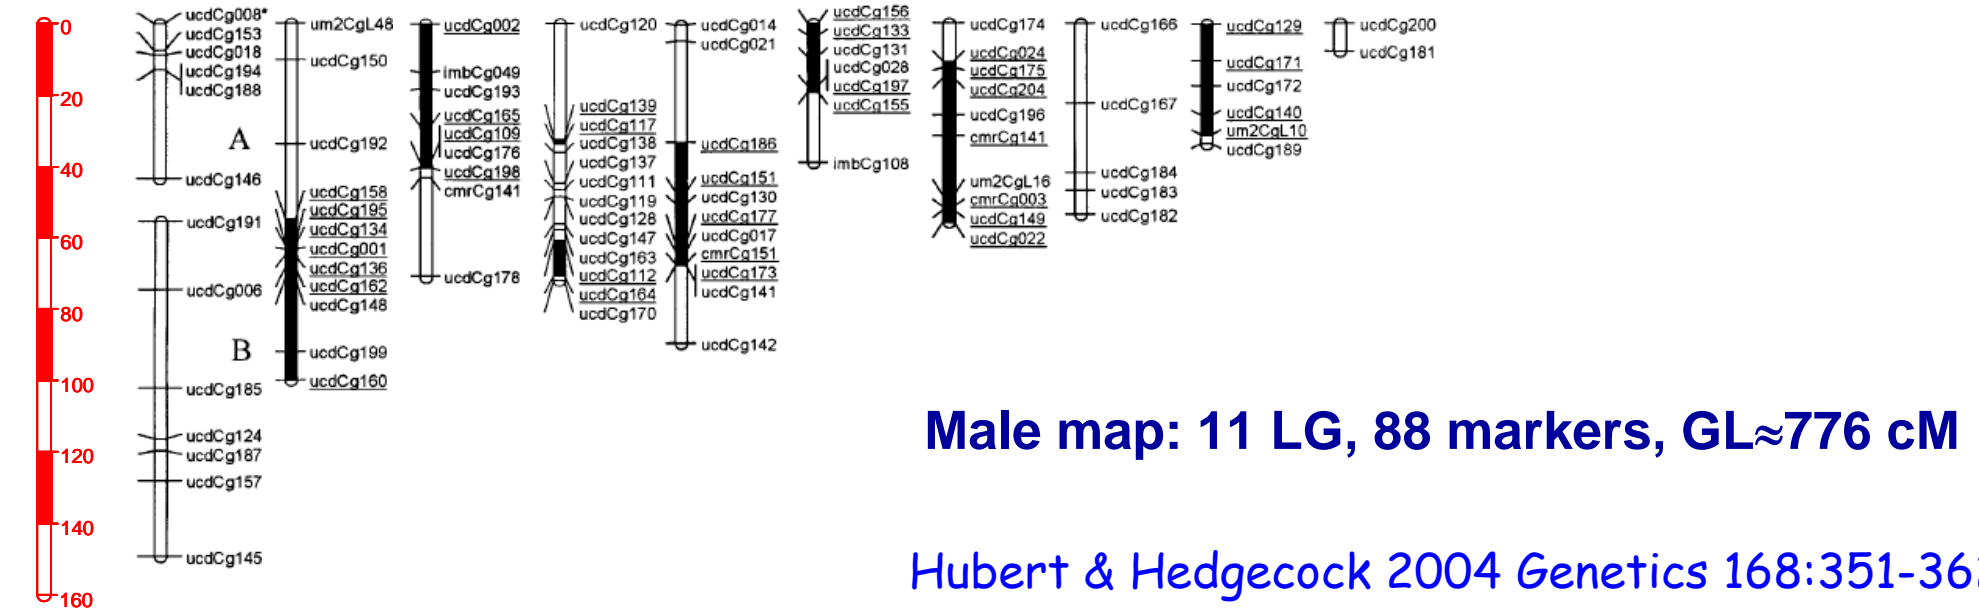 0
20
40
60
80
100
120
140
160
ucdCg008*
ucdCg153
ucdCg018
ucdCg194
ucdCg188
A
ucdCg146
ucdCg191
ucdCg006
B
ucdCg185
ucdCg124
ucdCg187
ucdCg157
ucdCg145
um2CgL48
ucdCg150
ucdCg192
ucdCg158
ucdCg195
ucdCg134
ucdCg001
ucdCg136
ucdCg162
ucdCg148
ucdCg199
ucdCg160
ucdCg002
imbCg049
ucdCg193
ucdCg165
ucdCg109
ucdCg176
ucdCg198
cmrCg141
ucdCg178
ucdCg120
ucdCg139
ucdCg117
ucdCg138
ucdCg137
ucdCg111
ucdCg119
ucdCg128
ucdCg147
ucdCg163
ucdCg112
ucdCg164
ucdCg170
ucdCg014
ucdCg021
ucdCg186
ucdCg151
ucdCg130
ucdCg177
ucdCg017
cmrCg151
ucdCg173
ucdCg141
ucdCg142
ucdCg156
ucdCg133
ucdCg131
ucdCg028
ucdCg197
ucdCg155
imbCg108
ucdCg174
ucdCg024
ucdCg175
ucdCg204
ucdCg196
cmrCg141
um2CgL16
cmrCg003
ucdCg149
ucdCg022
ucdCg166
ucdCg167
ucdCg184
ucdCg183
ucdCg182
ucdCg129
ucdCg171
ucdCg172
ucdCg140
um2CgL10
ucdCg189
ucdCg200
ucdCg181
Male map: 11 LG, 88 markers, GL≈776 cM
Hubert & Hedgecock 2004 Genetics 168:351-36